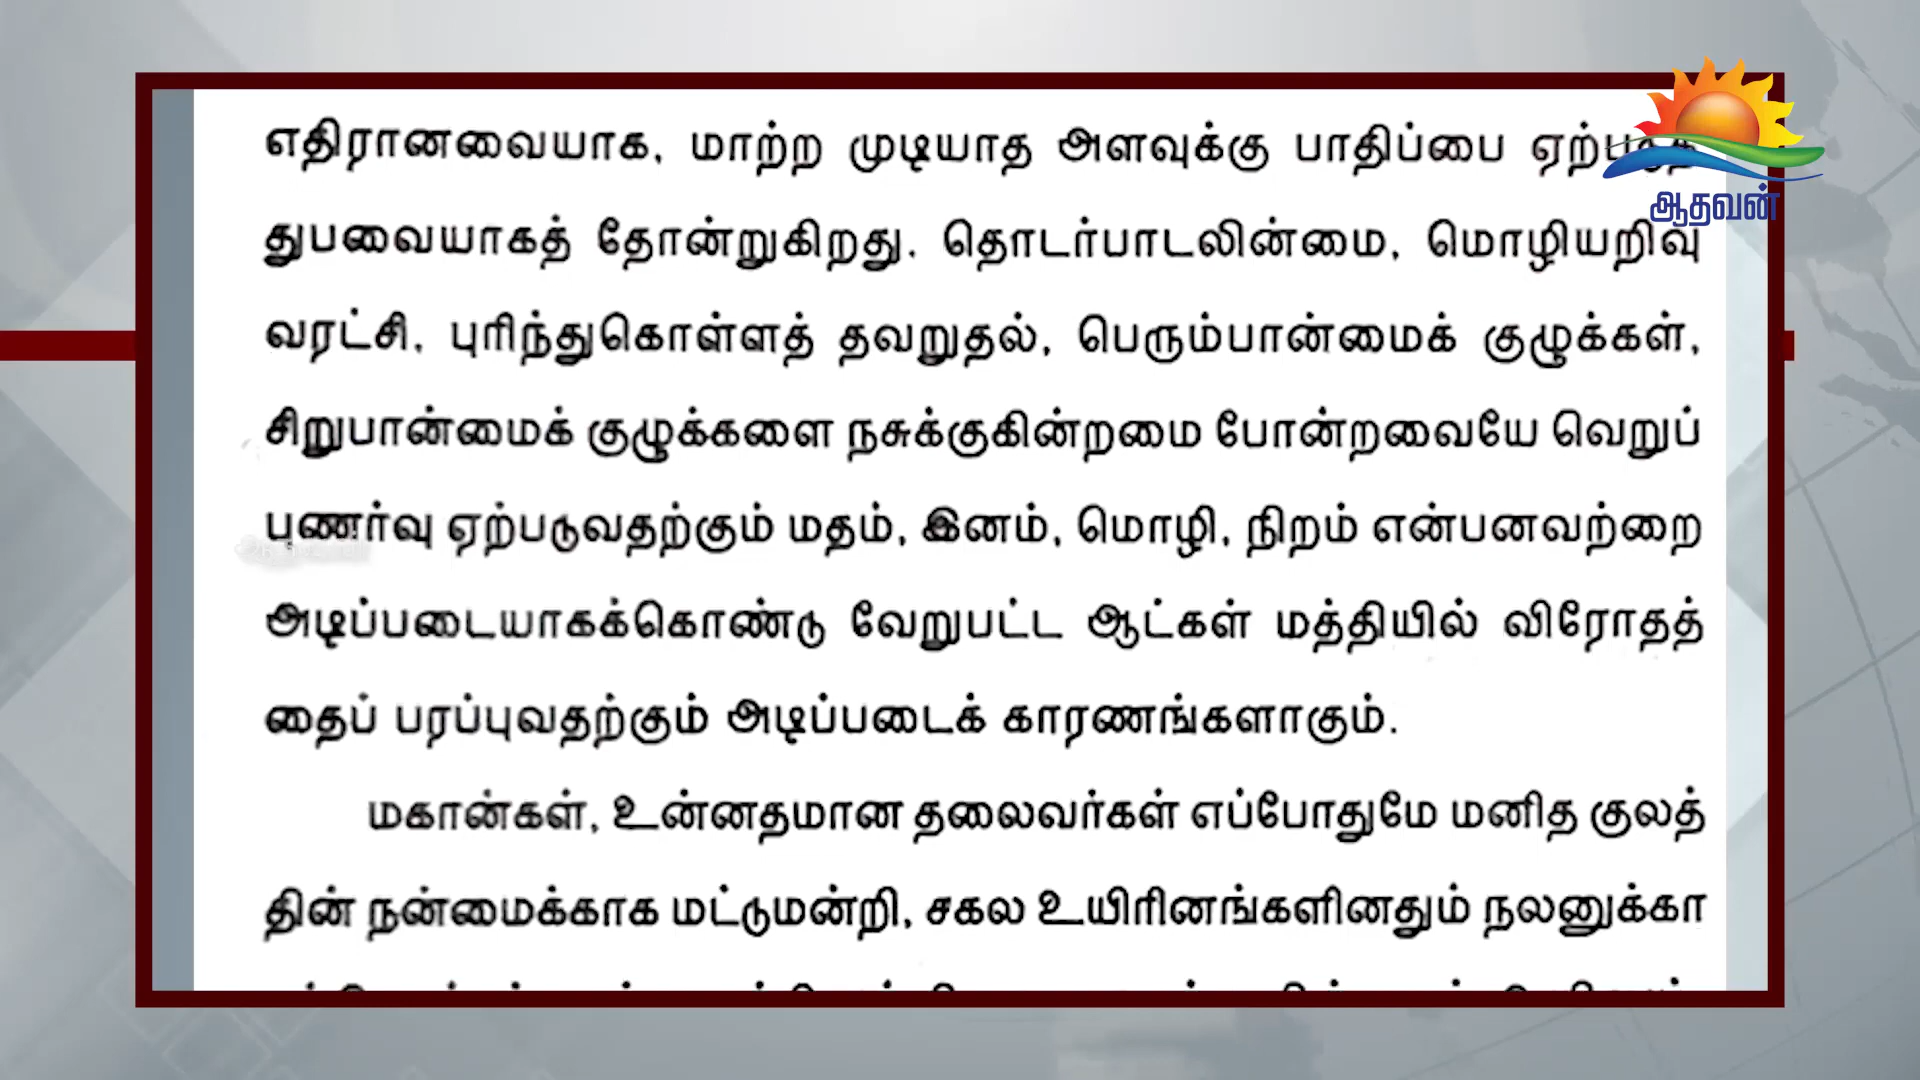 எதிரானவையாக, மாற்ற முடியாத அளவுக்கு பாதிப்பை
ஆதவன்
துபவையாகத் தோன்றுகிறது. தொடர்பாடலின்மை, மொழியறிவு
வரட்சி, புரிந்துகொள்ளத் தவறுதல், பெரும்பான்மைக் குழுக்கள்,
சிறுபான்மைக் குழுக்களை நசுக்குகின்றமை போன்றவையே வெறுப்
புணர்வு ஏற்படுவதற்கும் மதம், இனம், மொழி, நிறம் என்பனவற்றை
அடிப்படையாகக்கொண்டு வேறுபட்ட ஆட்கள் மத்தியில் விரோதத்
தைப் பரப்புவதற்கும் அடிப்படைக் காரணங்களாகும்.
மகான்கள், உன்னதமான தலைவர்கள் எப்போதுமே மனித குலத்
தின் நன்மைக்காக மட்டுமன்றி, சகல உயிரினங்களினதும் நலனுக்கா